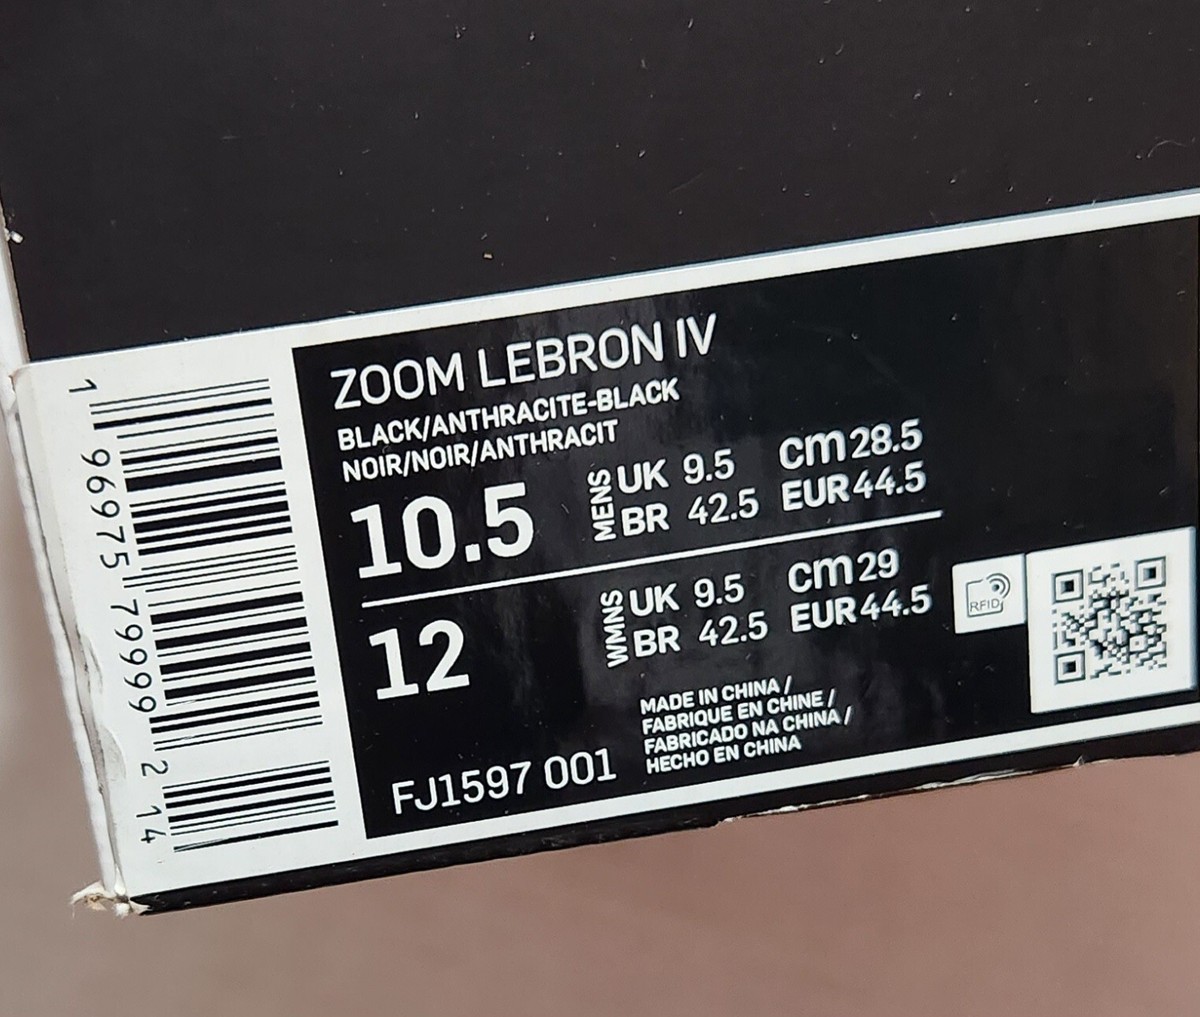 ZOOM LEBRON IV
BLACK/ANTHRACITE-BLACK
NOIR/NOIR/ANTHRACIT
10.5
MENS
UK 9.5 cm 28.5
BR 42.5 EUR 44.5
12
WMNS
UK 9.5 cm 29
BR 42.5 EUR 44.5
RFID
MADE IN CHINA /
FABRIQUE EN CHINE /
FABRICADO NA CHINA /
HECHO EN CHINA
FJ1597 001
1 96975 79999 2 14